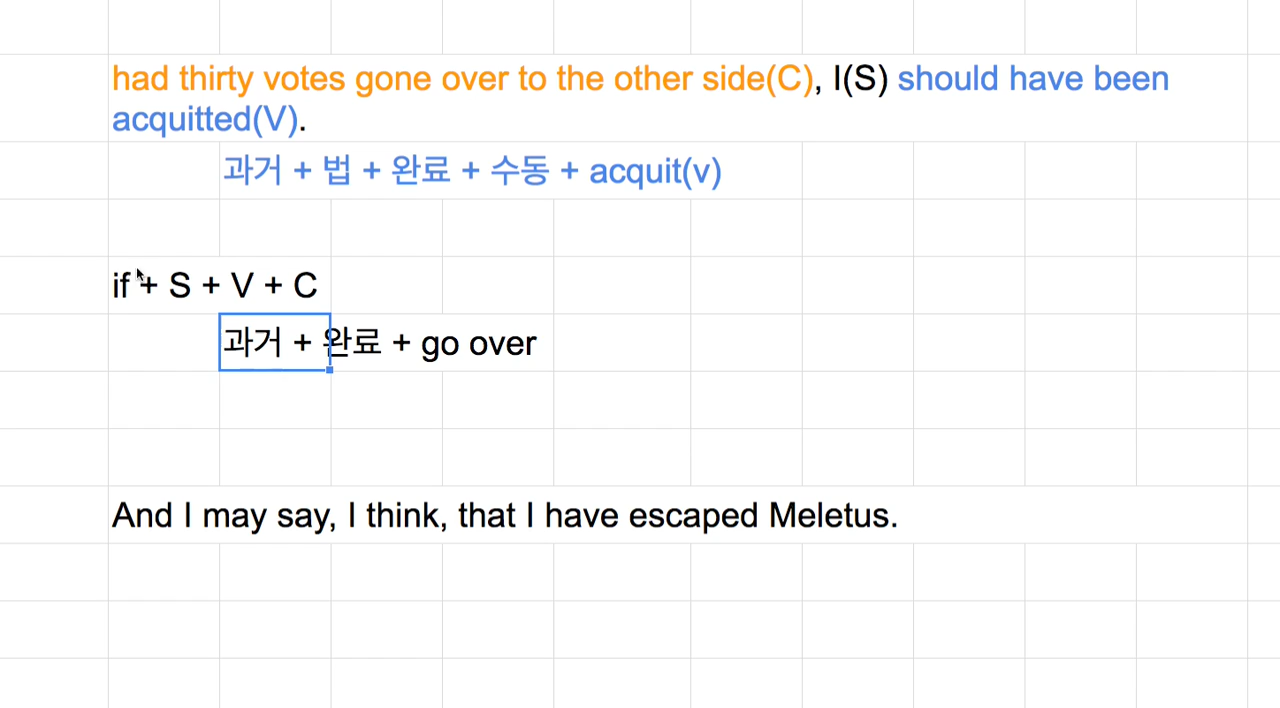 had thirty votes gone over to the other side(C), I(S) should have been
acquitted(V).
과거 + 법 + 완료 + 수동 + acquit(v)
if + S + V + C
과거 + 완료 + go over
And I may say, I think, that I have escaped Meletus.